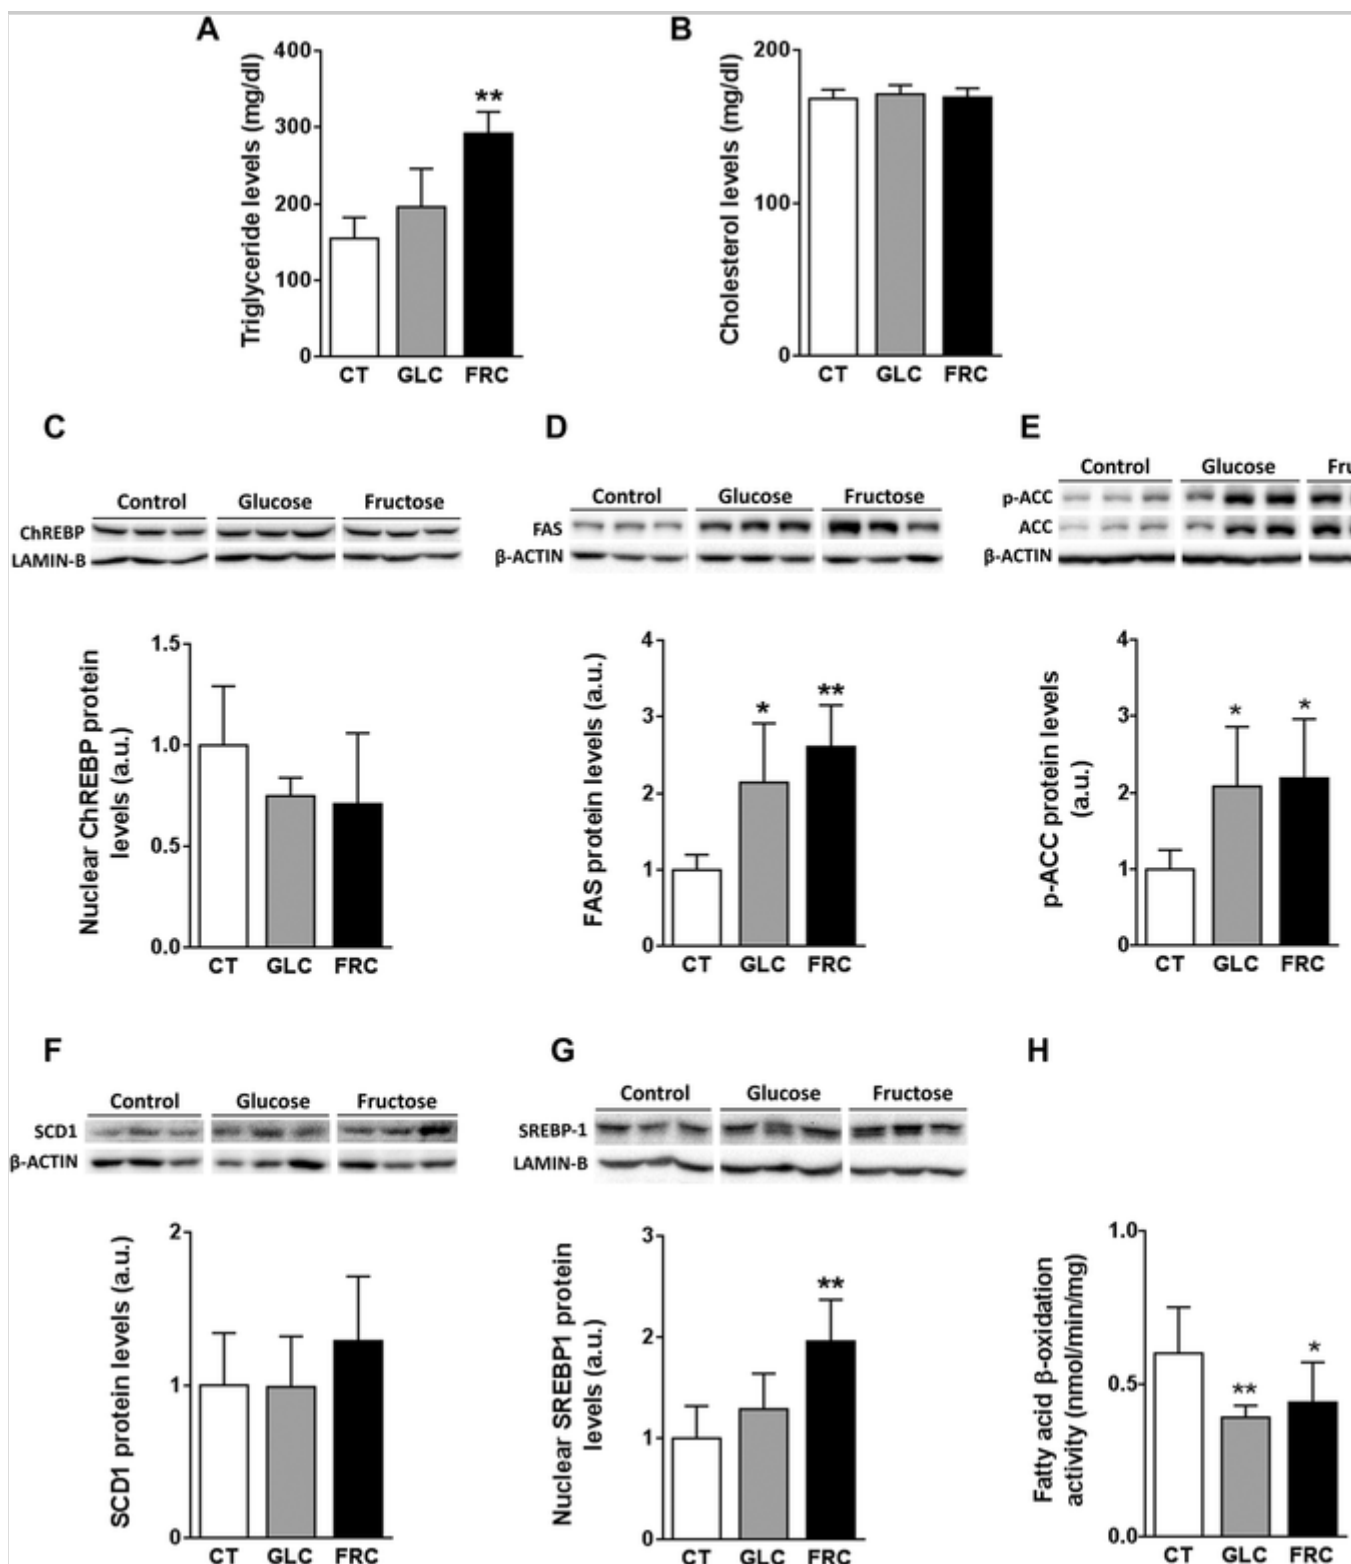 A
Triglyceride levels (mg/dl)
400
300
200
100
0
**
CT GLC FRC
B
Cholesterol levels (mg/dl)
200
100
0
CT GLC FRC
C
Control Glucose Fructose
ChREBP
LAMIN-B
Nuclear ChREBP protein
levels (a.u.)
1.5
1.0
0.5
0.0
CT GLC FRC
D
Control Glucose Fructose
FAS
β-ACTIN
FAS protein levels (a.u.)
4
3
2
1
0
* **
CT GLC FRC
E
Control Glucose Fru
p-ACC
ACC
β-ACTIN
p-ACC protein levels
(a.u.)
4
3
2
1
0
* *
CT GLC FRC
F
Control Glucose Fructose
SCD1
β-ACTIN
SCD1 protein levels (a.u.)
2
1
0
CT GLC FRC
G
Control Glucose Fructose
SREBP-1
LAMIN-B
Nuclear SREBP1 protein
levels (a.u.)
3
2
1
0
**
CT GLC FRC
H
Fatty acid β-oxidation
activity (nmol/min/mg)
1.0
0.5
0.0
** *
CT GLC FRC